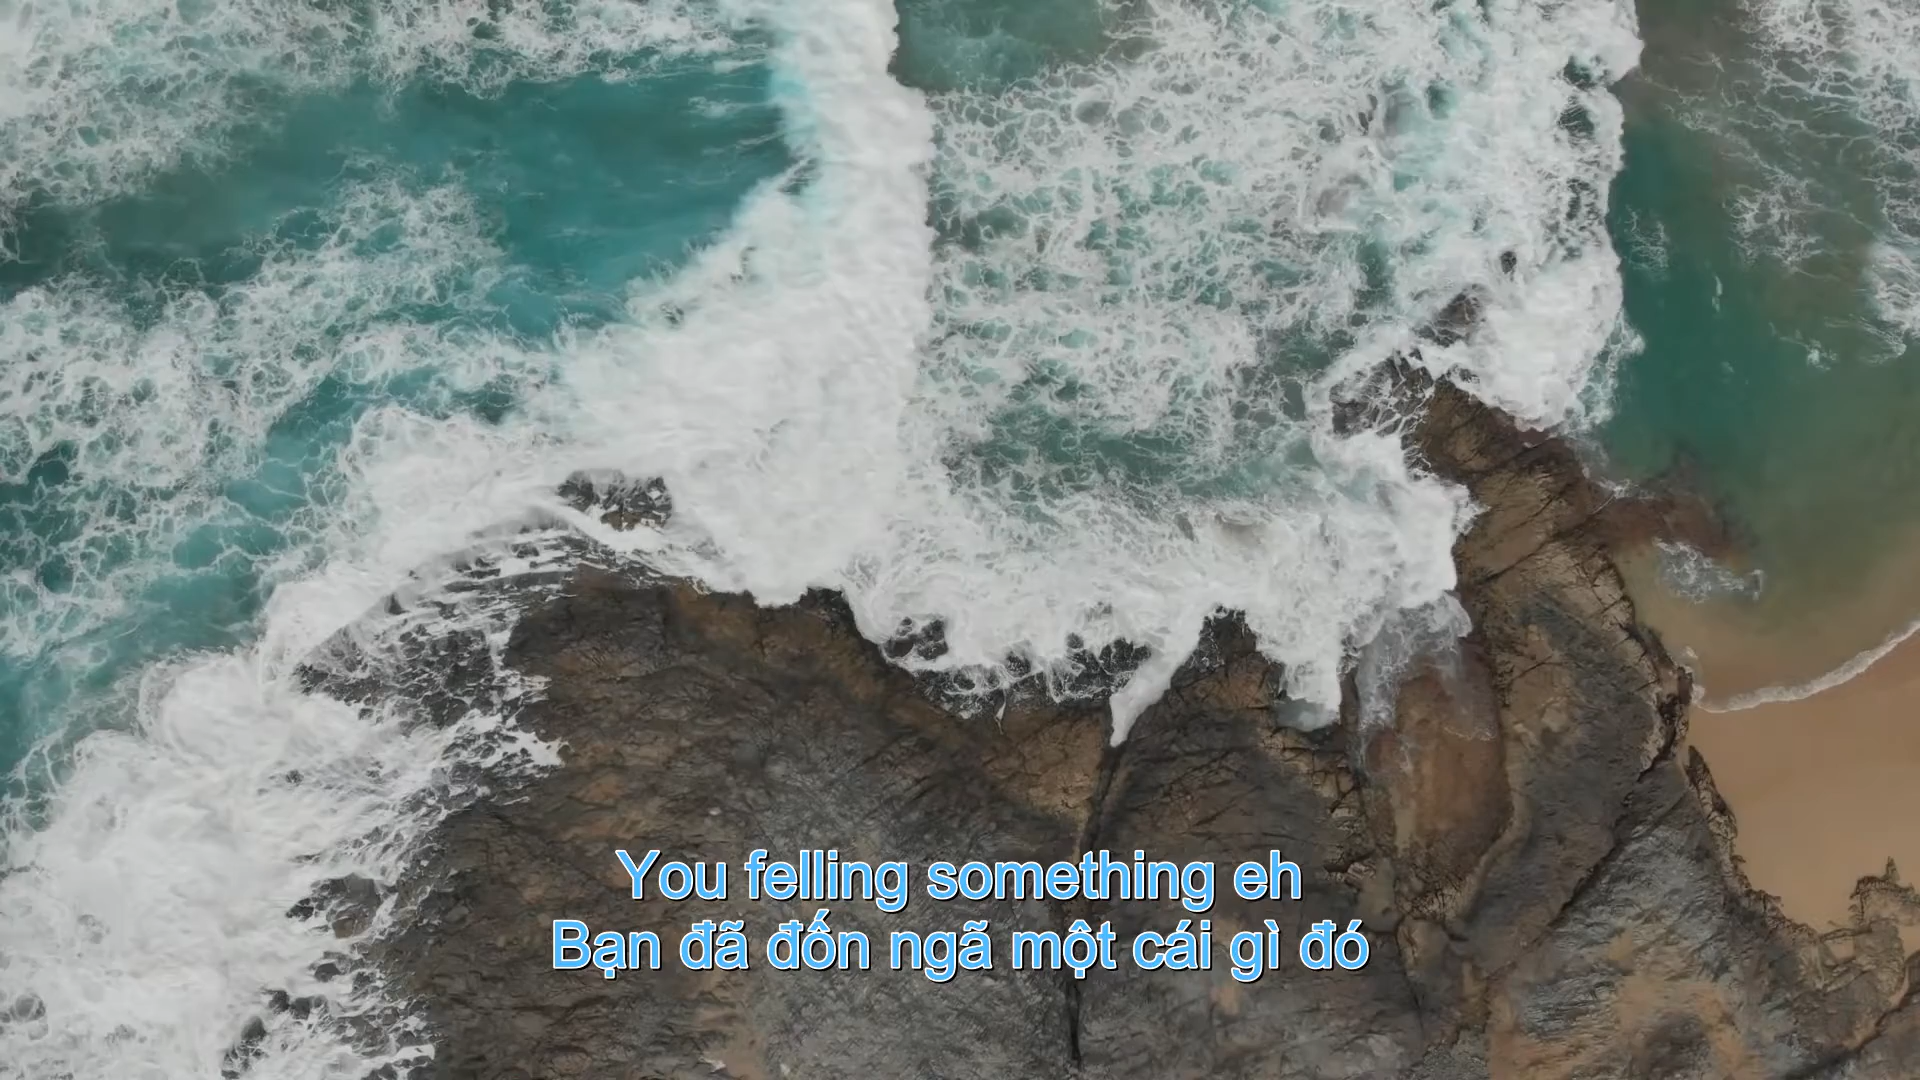 You felling something eh
Bạn đã đốn ngã một cái gì đó